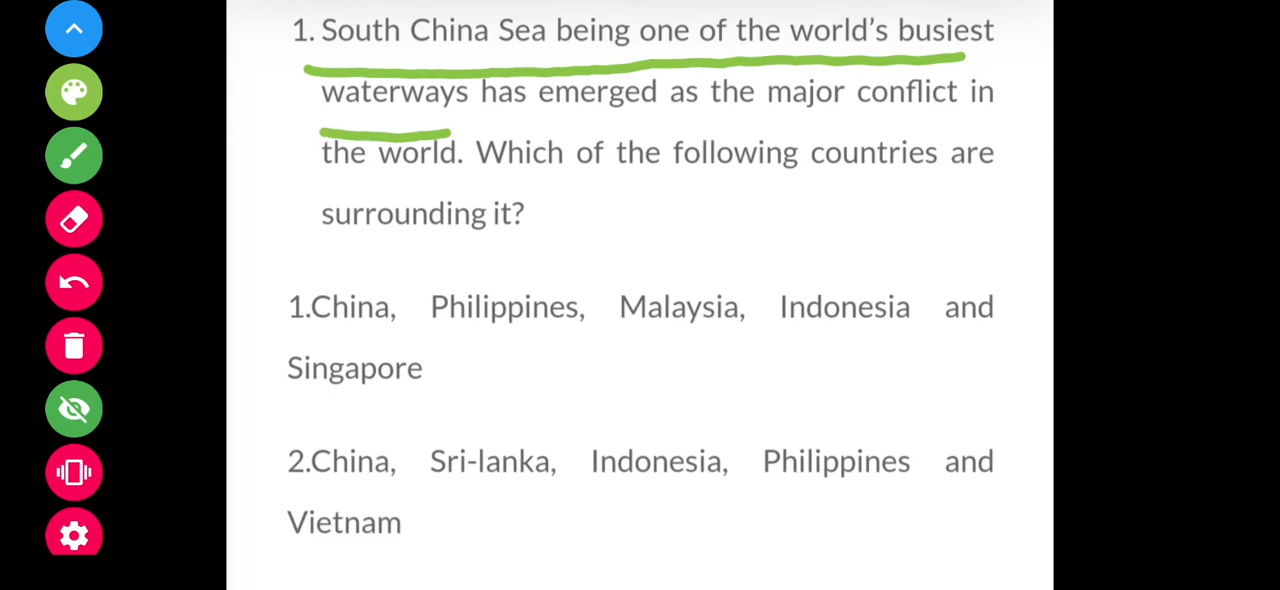 1. South China Sea being one of the world’s busiest
waterways has emerged as the major conflict in
the world. Which of the following countries are
surrounding it?
1.China, Philippines, Malaysia, Indonesia and
Singapore
2.China, Sri-lanka, Indonesia, Philippines and
Vietnam